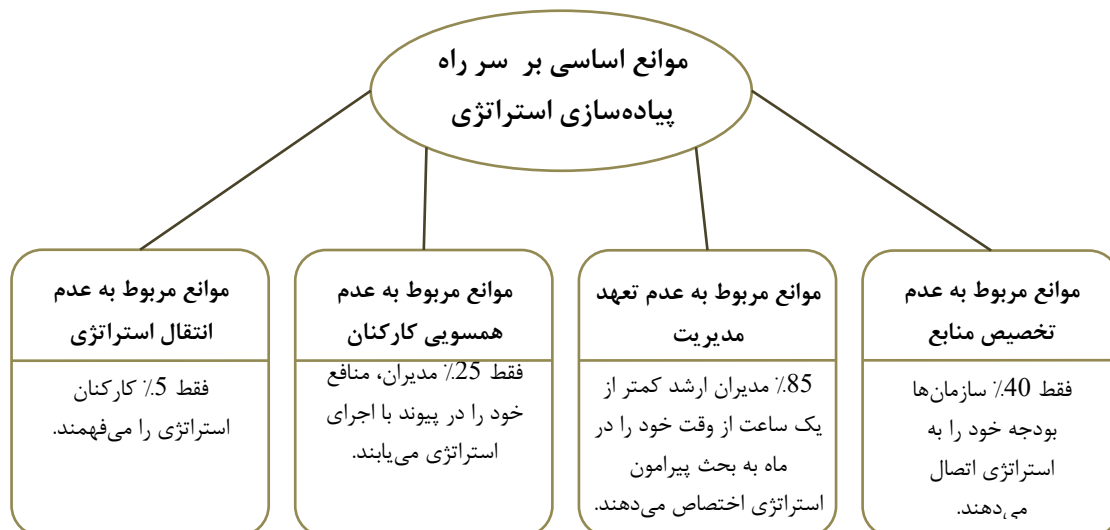 موانع اساسی بر سر راه
پیاده‌سازی استراتژی
موانع مربوط به عدم
تخصیص منابع
فقط 40٪ سازمان‌ها
بودجه خود را به
استراتژی اتصال
می‌دهند.
موانع مربوط به عدم تعهد
مدیریت
85٪ مدیران ارشد کمتر از
یک ساعت از وقت خود را در
ماه به بحث پیرامون
استراتژی اختصاص می‌دهند.
موانع مربوط به عدم
همسویی کارکنان
فقط 25٪ مدیران، منافع
خود را در پیوند با اجرای
استراتژی می‌یابند.
موانع مربوط به عدم
انتقال استراتژی
فقط 5٪ کارکنان
استراتژی را می‌فهمند.